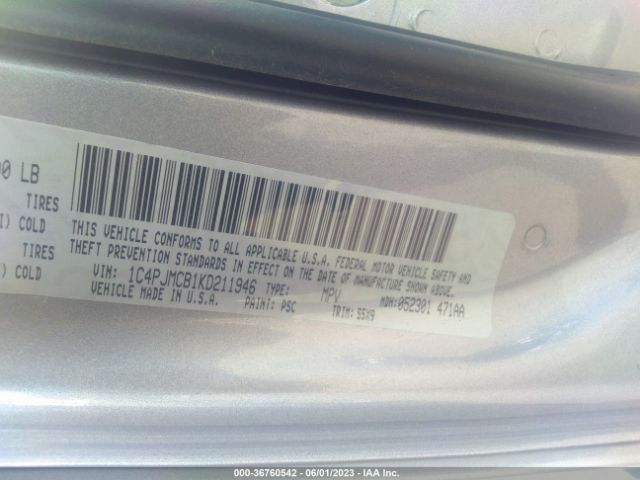 00 LB
TIRES
I) COLD
TIRES
) COLD
THIS VEHICLE CONFORMS TO ALL APPLICABLE U.S.A. FEDERAL MOTOR VEHICLE SAFETY AND
THEFT PREVENTION STANDARDS IN EFFECT ON THE DATE OF MANUFACTURE SHOWN ABOVE.
VIN: 1C4PJMCB1KD211946 TYPE: MPV MDH:052301 471AA
VEHICLE MADE IN U.S.A. PAINT: PSC TRIM: S5X9
000-36760542 - 06/01/2023 - IAA Inc.